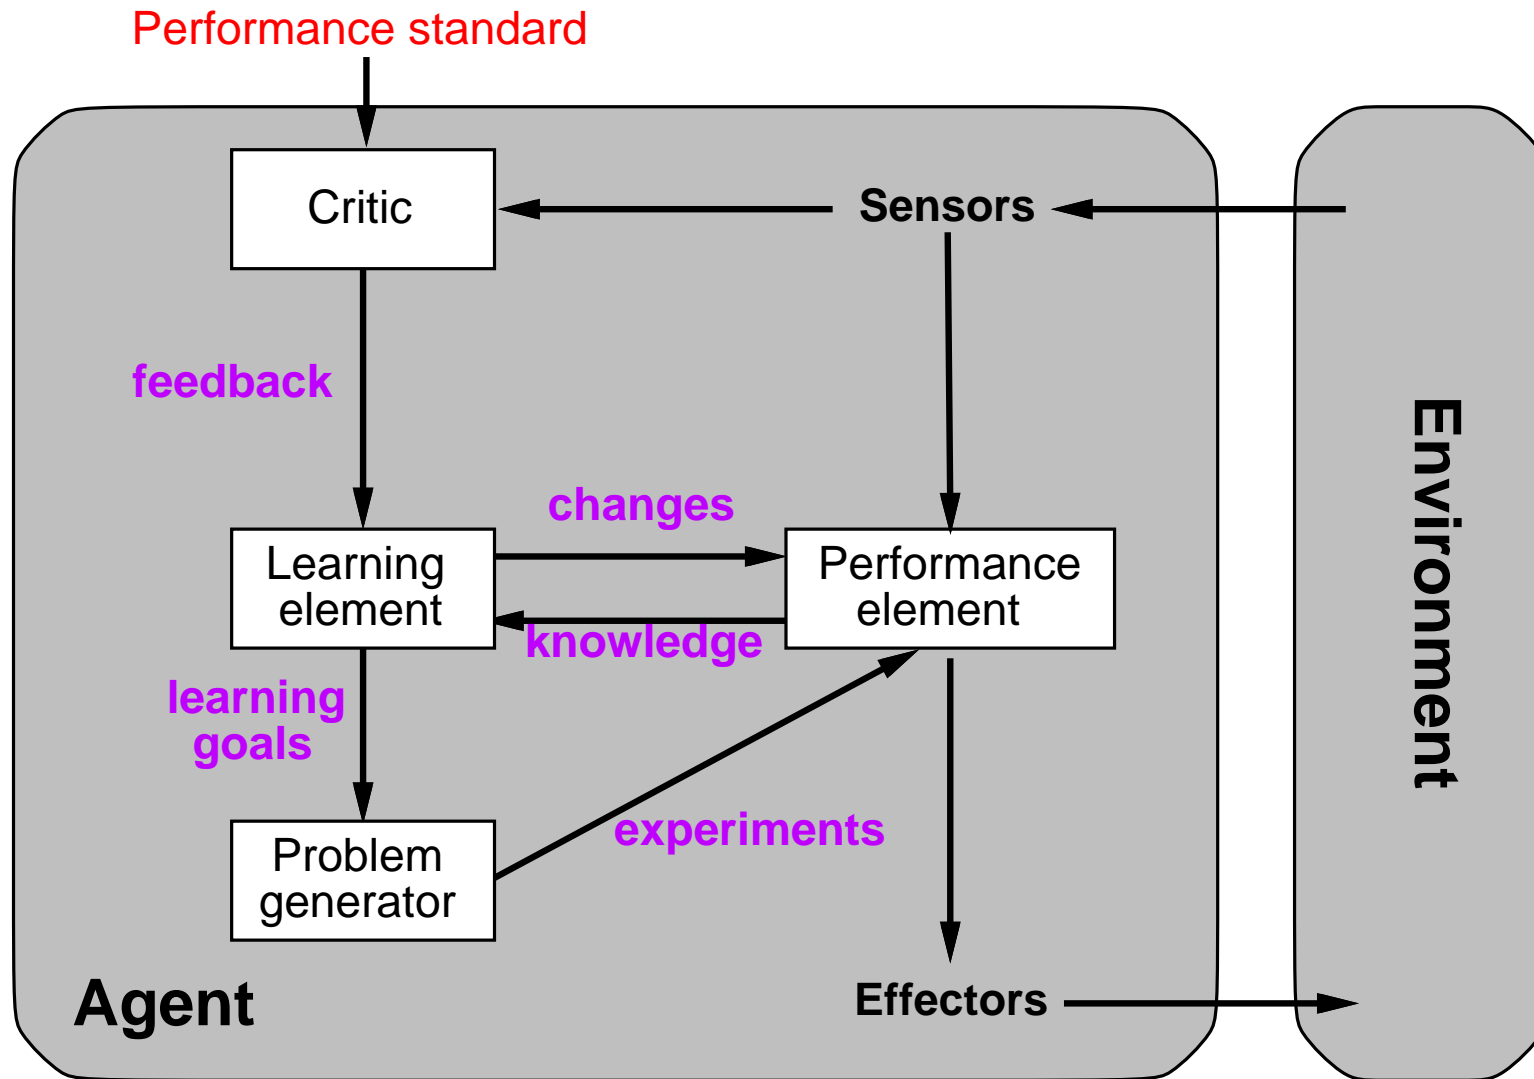 Performance standard
Critic
Sensors
feedback
changes
Learning
element
Performance
element
knowledge
learning
goals
experiments
Problem
generator
Agent
Effectors
Environment